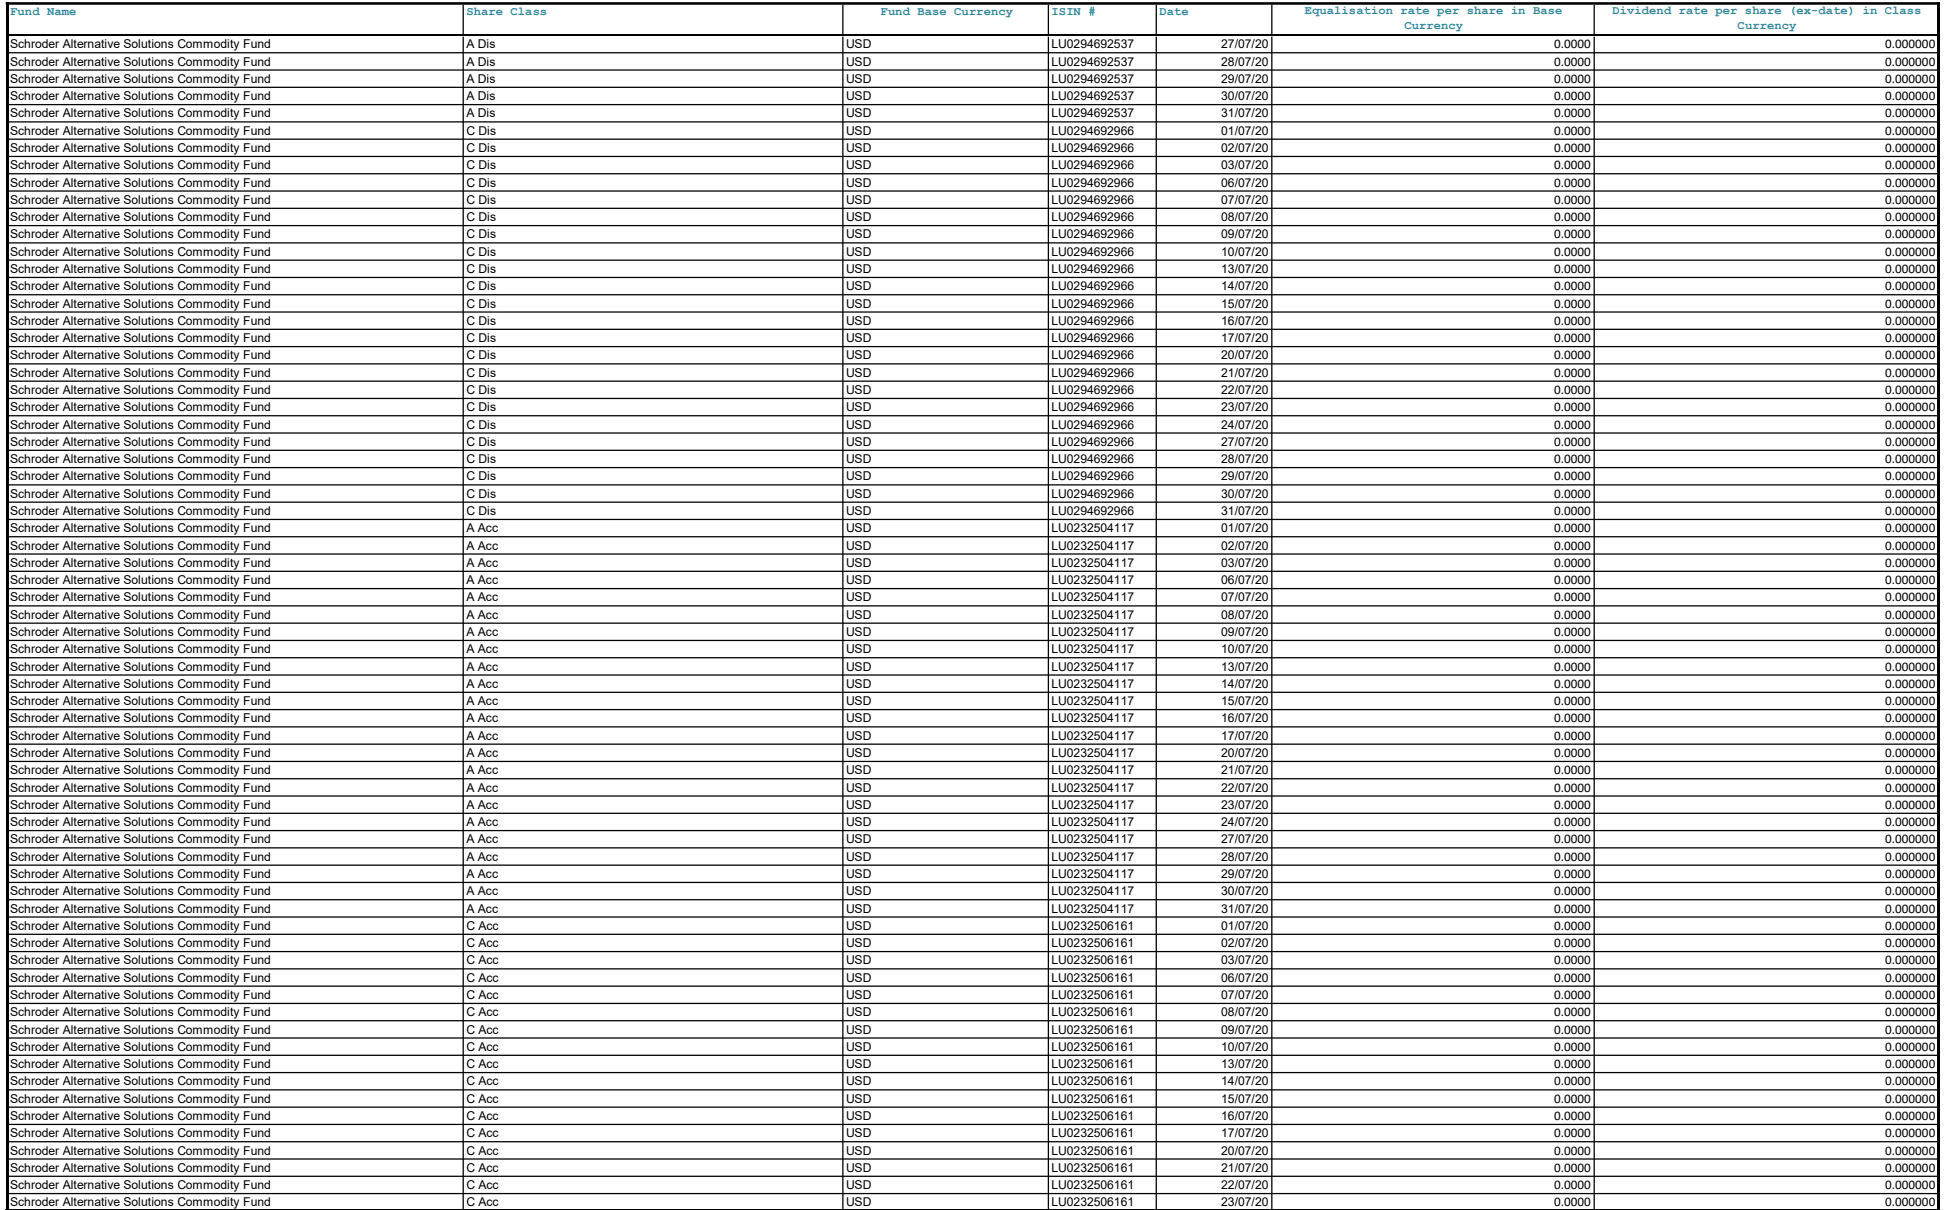 Fund Name Share Class Fund Base Currency ISIN # Date Equalisation rate per share in Base Currency Dividend rate per share (ex-date) in Class Currency
Schroder Alternative Solutions Commodity Fund A Dis USD LU0294692537 27/07/20 0.0000 0.000000
Schroder Alternative Solutions Commodity Fund A Dis USD LU0294692537 28/07/20 0.0000 0.000000
Schroder Alternative Solutions Commodity Fund A Dis USD LU0294692537 29/07/20 0.0000 0.000000
Schroder Alternative Solutions Commodity Fund A Dis USD LU0294692537 30/07/20 0.0000 0.000000
Schroder Alternative Solutions Commodity Fund A Dis USD LU0294692537 31/07/20 0.0000 0.000000
Schroder Alternative Solutions Commodity Fund C Dis USD LU0294692966 01/07/20 0.0000 0.000000
Schroder Alternative Solutions Commodity Fund C Dis USD LU0294692966 02/07/20 0.0000 0.000000
Schroder Alternative Solutions Commodity Fund C Dis USD LU0294692966 03/07/20 0.0000 0.000000
Schroder Alternative Solutions Commodity Fund C Dis USD LU0294692966 06/07/20 0.0000 0.000000
Schroder Alternative Solutions Commodity Fund C Dis USD LU0294692966 07/07/20 0.0000 0.000000
Schroder Alternative Solutions Commodity Fund C Dis USD LU0294692966 08/07/20 0.0000 0.000000
Schroder Alternative Solutions Commodity Fund C Dis USD LU0294692966 09/07/20 0.0000 0.000000
Schroder Alternative Solutions Commodity Fund C Dis USD LU0294692966 10/07/20 0.0000 0.000000
Schroder Alternative Solutions Commodity Fund C Dis USD LU0294692966 13/07/20 0.0000 0.000000
Schroder Alternative Solutions Commodity Fund C Dis USD LU0294692966 14/07/20 0.0000 0.000000
Schroder Alternative Solutions Commodity Fund C Dis USD LU0294692966 15/07/20 0.0000 0.000000
Schroder Alternative Solutions Commodity Fund C Dis USD LU0294692966 16/07/20 0.0000 0.000000
Schroder Alternative Solutions Commodity Fund C Dis USD LU0294692966 17/07/20 0.0000 0.000000
Schroder Alternative Solutions Commodity Fund C Dis USD LU0294692966 20/07/20 0.0000 0.000000
Schroder Alternative Solutions Commodity Fund C Dis USD LU0294692966 21/07/20 0.0000 0.000000
Schroder Alternative Solutions Commodity Fund C Dis USD LU0294692966 22/07/20 0.0000 0.000000
Schroder Alternative Solutions Commodity Fund C Dis USD LU0294692966 23/07/20 0.0000 0.000000
Schroder Alternative Solutions Commodity Fund C Dis USD LU0294692966 24/07/20 0.0000 0.000000
Schroder Alternative Solutions Commodity Fund C Dis USD LU0294692966 27/07/20 0.0000 0.000000
Schroder Alternative Solutions Commodity Fund C Dis USD LU0294692966 28/07/20 0.0000 0.000000
Schroder Alternative Solutions Commodity Fund C Dis USD LU0294692966 29/07/20 0.0000 0.000000
Schroder Alternative Solutions Commodity Fund C Dis USD LU0294692966 30/07/20 0.0000 0.000000
Schroder Alternative Solutions Commodity Fund C Dis USD LU0294692966 31/07/20 0.0000 0.000000
Schroder Alternative Solutions Commodity Fund A Acc USD LU0232504117 01/07/20 0.0000 0.000000
Schroder Alternative Solutions Commodity Fund A Acc USD LU0232504117 02/07/20 0.0000 0.000000
Schroder Alternative Solutions Commodity Fund A Acc USD LU0232504117 03/07/20 0.0000 0.000000
Schroder Alternative Solutions Commodity Fund A Acc USD LU0232504117 06/07/20 0.0000 0.000000
Schroder Alternative Solutions Commodity Fund A Acc USD LU0232504117 07/07/20 0.0000 0.000000
Schroder Alternative Solutions Commodity Fund A Acc USD LU0232504117 08/07/20 0.0000 0.000000
Schroder Alternative Solutions Commodity Fund A Acc USD LU0232504117 09/07/20 0.0000 0.000000
Schroder Alternative Solutions Commodity Fund A Acc USD LU0232504117 10/07/20 0.0000 0.000000
Schroder Alternative Solutions Commodity Fund A Acc USD LU0232504117 13/07/20 0.0000 0.000000
Schroder Alternative Solutions Commodity Fund A Acc USD LU0232504117 14/07/20 0.0000 0.000000
Schroder Alternative Solutions Commodity Fund A Acc USD LU0232504117 15/07/20 0.0000 0.000000
Schroder Alternative Solutions Commodity Fund A Acc USD LU0232504117 16/07/20 0.0000 0.000000
Schroder Alternative Solutions Commodity Fund A Acc USD LU0232504117 17/07/20 0.0000 0.000000
Schroder Alternative Solutions Commodity Fund A Acc USD LU0232504117 20/07/20 0.0000 0.000000
Schroder Alternative Solutions Commodity Fund A Acc USD LU0232504117 21/07/20 0.0000 0.000000
Schroder Alternative Solutions Commodity Fund A Acc USD LU0232504117 22/07/20 0.0000 0.000000
Schroder Alternative Solutions Commodity Fund A Acc USD LU0232504117 23/07/20 0.0000 0.000000
Schroder Alternative Solutions Commodity Fund A Acc USD LU0232504117 24/07/20 0.0000 0.000000
Schroder Alternative Solutions Commodity Fund A Acc USD LU0232504117 27/07/20 0.0000 0.000000
Schroder Alternative Solutions Commodity Fund A Acc USD LU0232504117 28/07/20 0.0000 0.000000
Schroder Alternative Solutions Commodity Fund A Acc USD LU0232504117 29/07/20 0.0000 0.000000
Schroder Alternative Solutions Commodity Fund A Acc USD LU0232504117 30/07/20 0.0000 0.000000
Schroder Alternative Solutions Commodity Fund A Acc USD LU0232504117 31/07/20 0.0000 0.000000
Schroder Alternative Solutions Commodity Fund C Acc USD LU0232506161 01/07/20 0.0000 0.000000
Schroder Alternative Solutions Commodity Fund C Acc USD LU0232506161 02/07/20 0.0000 0.000000
Schroder Alternative Solutions Commodity Fund C Acc USD LU0232506161 03/07/20 0.0000 0.000000
Schroder Alternative Solutions Commodity Fund C Acc USD LU0232506161 06/07/20 0.0000 0.000000
Schroder Alternative Solutions Commodity Fund C Acc USD LU0232506161 07/07/20 0.0000 0.000000
Schroder Alternative Solutions Commodity Fund C Acc USD LU0232506161 08/07/20 0.0000 0.000000
Schroder Alternative Solutions Commodity Fund C Acc USD LU0232506161 09/07/20 0.0000 0.000000
Schroder Alternative Solutions Commodity Fund C Acc USD LU0232506161 10/07/20 0.0000 0.000000
Schroder Alternative Solutions Commodity Fund C Acc USD LU0232506161 13/07/20 0.0000 0.000000
Schroder Alternative Solutions Commodity Fund C Acc USD LU0232506161 14/07/20 0.0000 0.000000
Schroder Alternative Solutions Commodity Fund C Acc USD LU0232506161 15/07/20 0.0000 0.000000
Schroder Alternative Solutions Commodity Fund C Acc USD LU0232506161 16/07/20 0.0000 0.000000
Schroder Alternative Solutions Commodity Fund C Acc USD LU0232506161 17/07/20 0.0000 0.000000
Schroder Alternative Solutions Commodity Fund C Acc USD LU0232506161 20/07/20 0.0000 0.000000
Schroder Alternative Solutions Commodity Fund C Acc USD LU0232506161 21/07/20 0.0000 0.000000
Schroder Alternative Solutions Commodity Fund C Acc USD LU0232506161 22/07/20 0.0000 0.000000
Schroder Alternative Solutions Commodity Fund C Acc USD LU0232506161 23/07/20 0.0000 0.000000